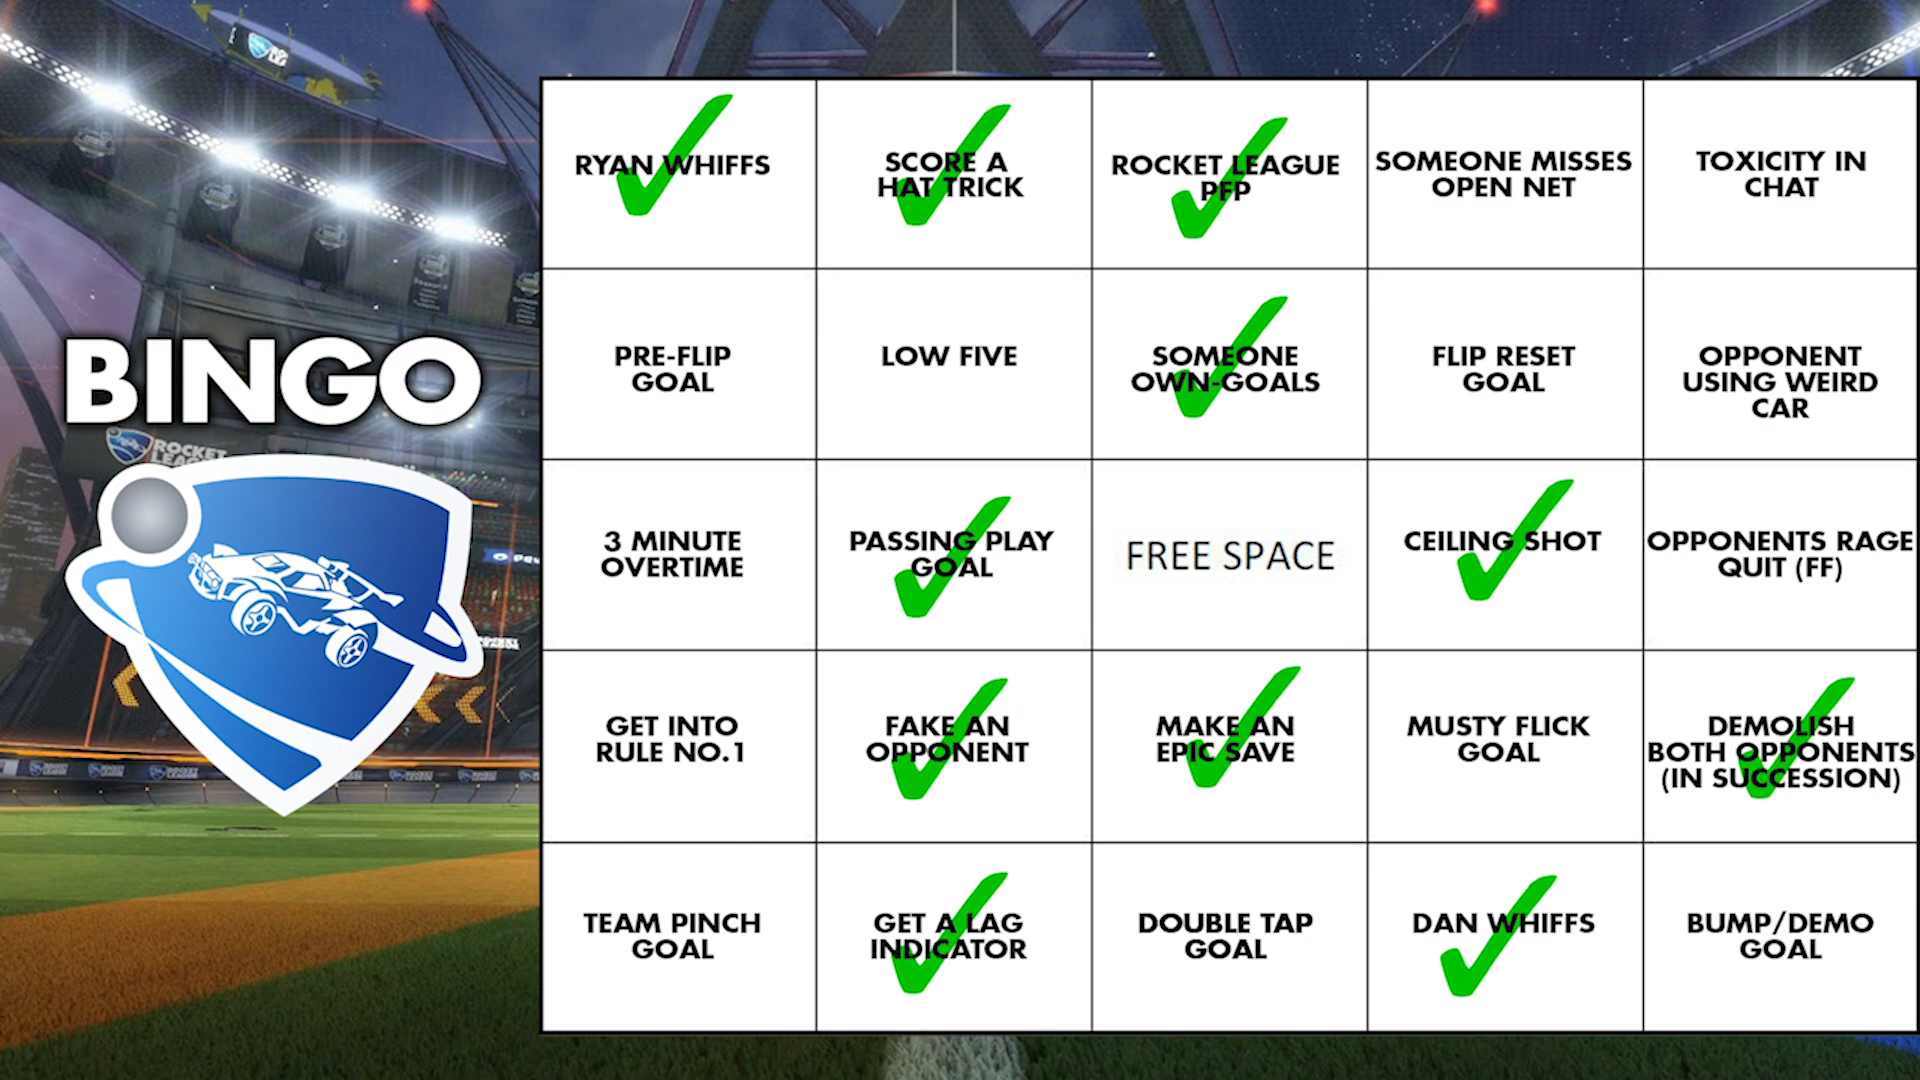 BINGO
ROCKET
RYAN WHIFFS
SCORE A
HAT TRICK
ROCKET LEAGUE
PFP
SOMEONE MISSES
OPEN NET
TOXICITY IN
CHAT
PRE-FLIP
GOAL
LOW FIVE
SOMEONE
OWN-GOALS
FLIP RESET
GOAL
OPPONENT
USING WEIRD
CAR
3 MINUTE
OVERTIME
PASSING PLAY
GOAL
FREE SPACE
CEILING SHOT
OPPONENTS RAGE
QUIT (FF)
GET INTO
RULE NO.1
FAKE AN
OPPONENT
MAKE AN
EPIC SAVE
MUSTY FLICK
GOAL
DEMOLISH
BOTH OPPONENTS
(IN SUCCESSION)
TEAM PINCH
GOAL
GET A LAG
INDICATOR
DOUBLE TAP
GOAL
DAN WHIFFS
BUMP/DEMO
GOAL